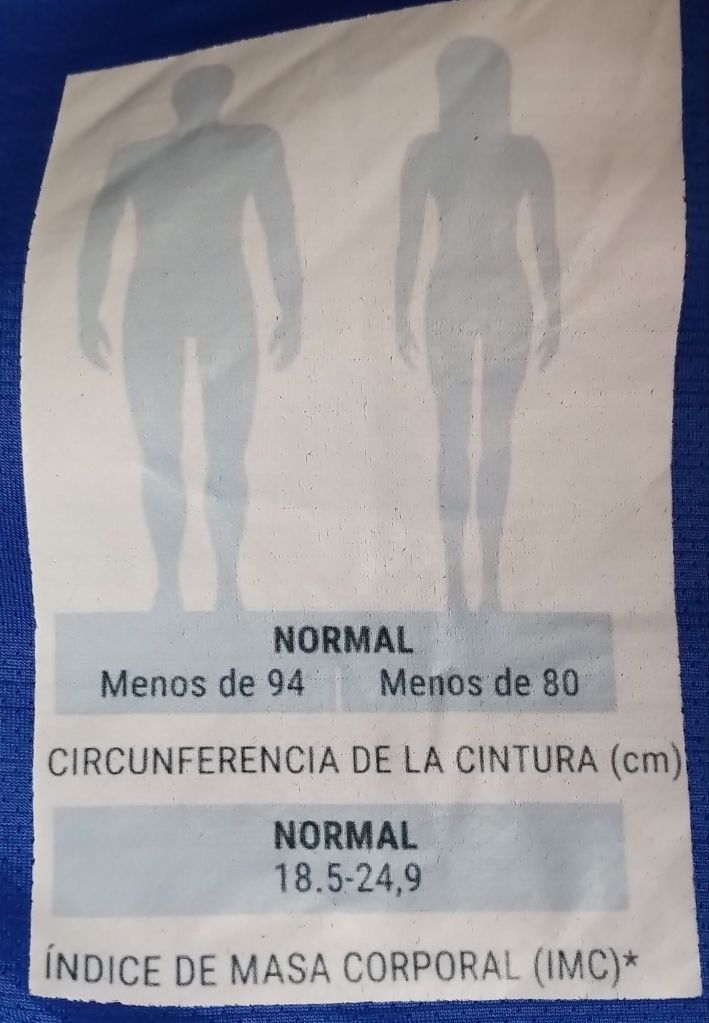 NORMAL
Menos de 94 Menos de 80
CIRCUNFERENCIA DE LA CINTURA (cm)
NORMAL
18.5-24,9
ÍNDICE DE MASA CORPORAL (IMC)*